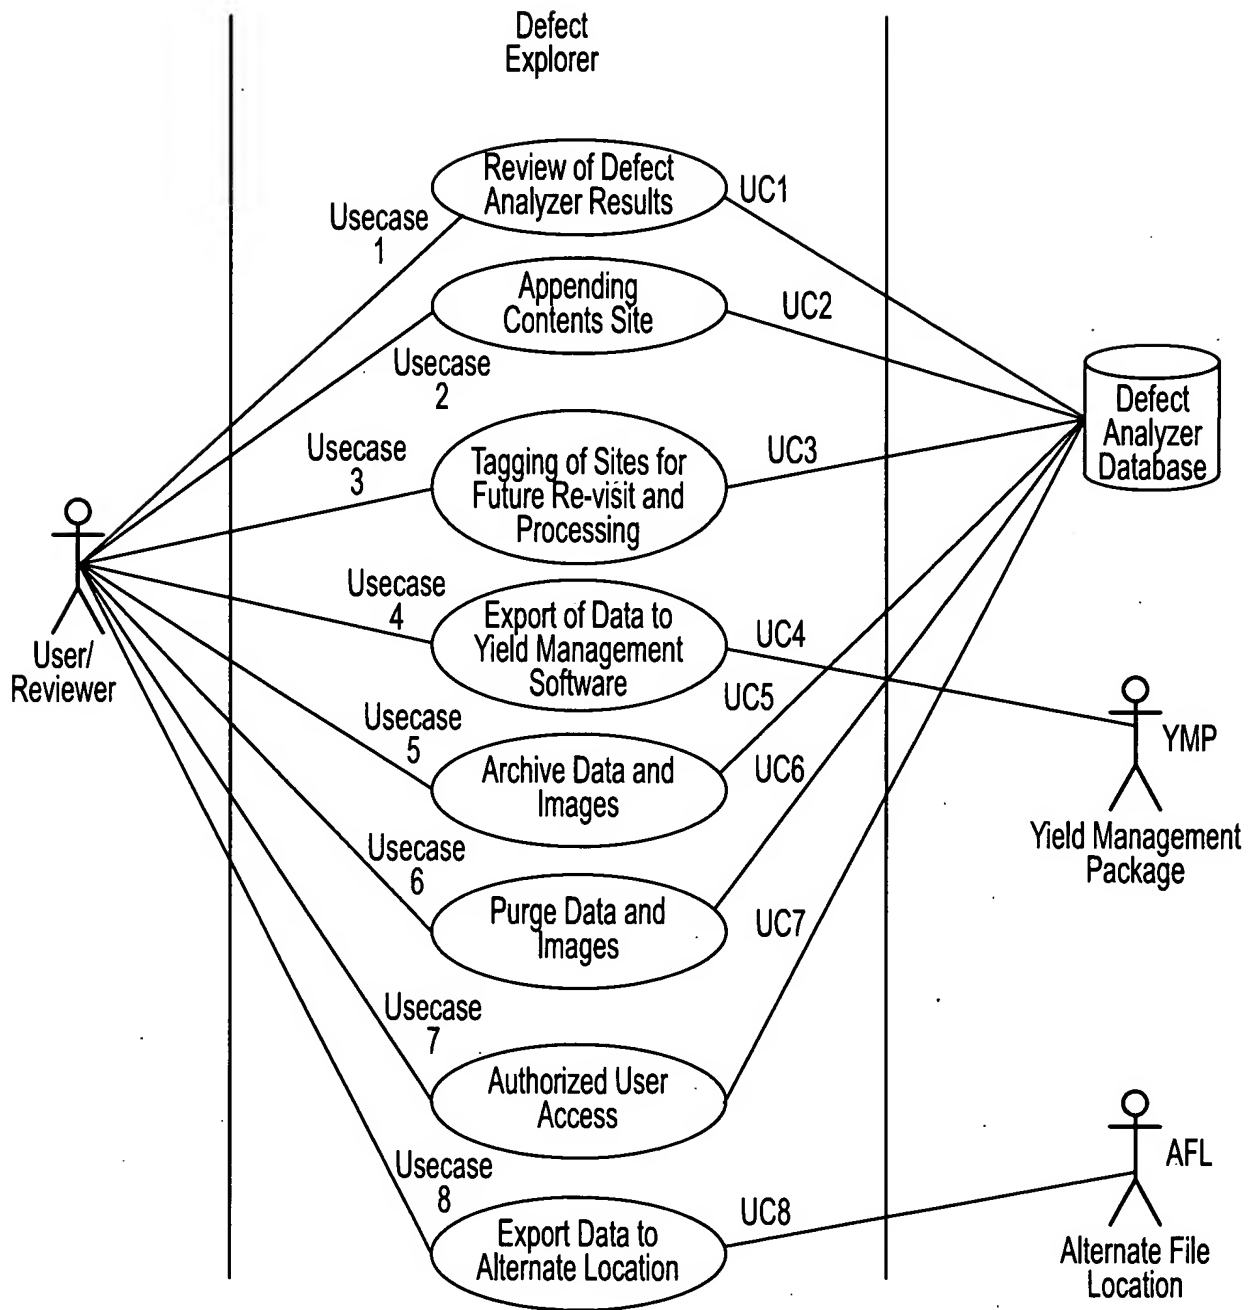 Defect
Explorer
Review of Defect
Analyzer Results
UC1
Usecase
1
Appending
Contents Site
UC2
Usecase
2
Defect
Analyzer
Database
Usecase
3
Tagging of Sites for
Future Re-visit and
Processing
UC3
User/
Reviewer
Usecase
4
Export of Data to
Yield Management
Software
UC4
YMP
Yield Management
Package
Usecase
5
Archive Data and
Images
UC5
Usecase
6
Purge Data and
Images
UC6
Usecase
7
Authorized User
Access
UC7
Usecase
8
Export Data to
Alternate Location
UC8
AFL
Alternate File
Location